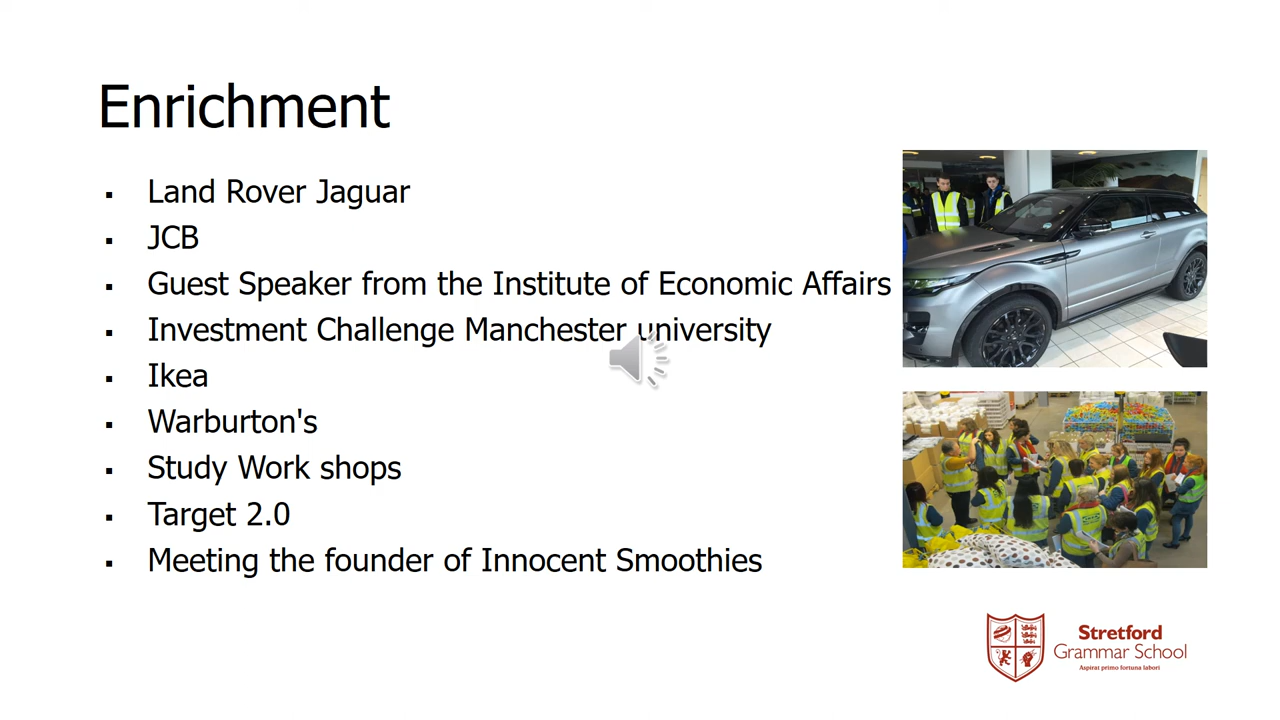 Enrichment
Land Rover Jaguar
JCB
Guest Speaker from the Institute of Economic Affairs
Investment Challenge Manchester university
Ikea
Warburton's
Study Work shops
Target 2.0
Meeting the founder of Innocent Smoothies
Stretford
Grammar School
Aspirat primo fortuna labori